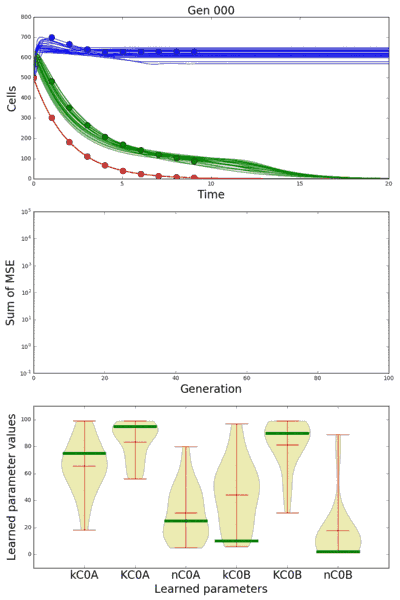 Gen 000
800
700
600
500
400
300
200
100
0
Cells
0 5 10 15 20
Time
10^5
10^4
10^3
10^2
10^1
10^0
10^-1
Sum of MSE
0 20 40 60 80 100
Generation
100
80
60
40
20
0
Learned parameter values
kC0A KC0A nC0A kC0B KC0B nC0B
Learned parameters